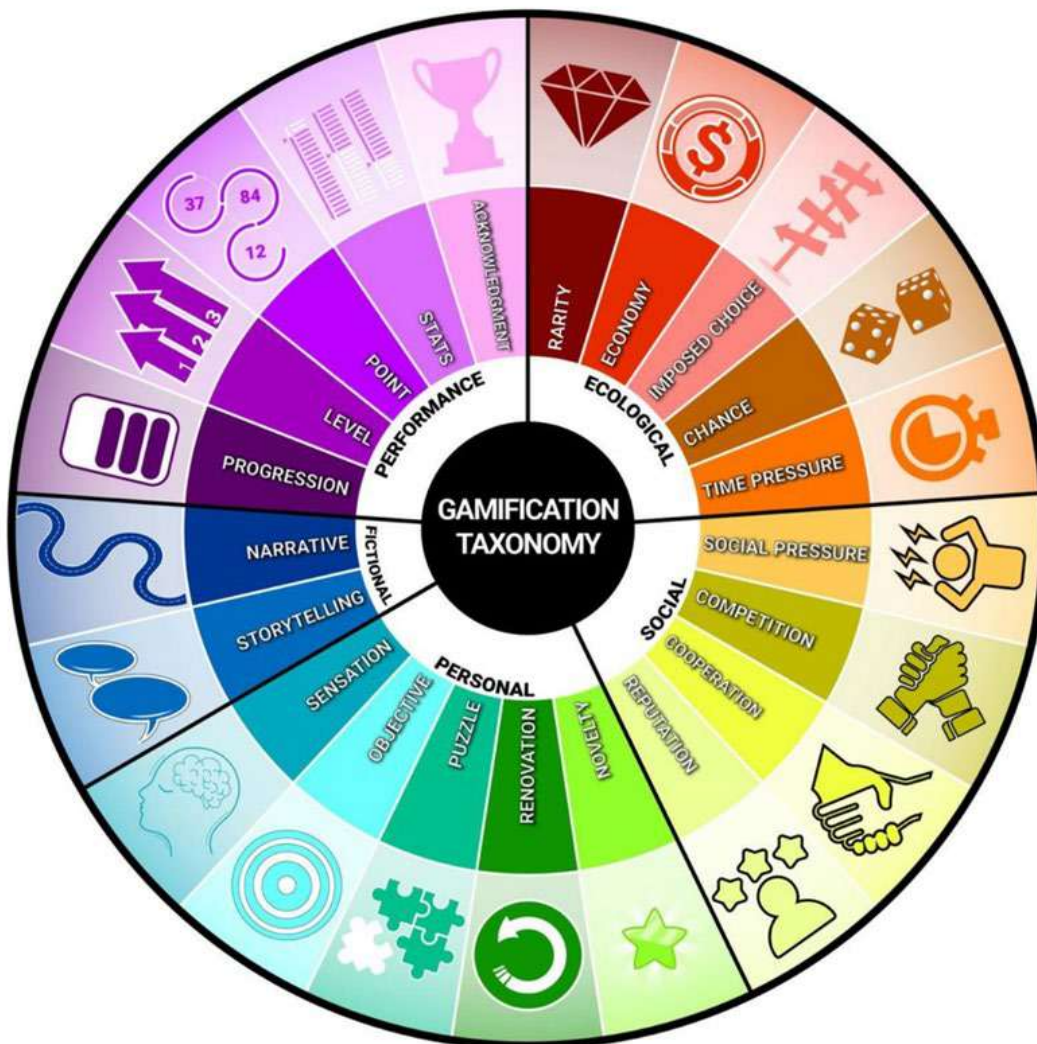 GAMIFICATION
TAXONOMY
ECOLOGICAL
RARITY
ECONOMY
IMPOSED CHOICE
CHANCE
TIME PRESSURE
SOCIAL
SOCIAL PRESSURE
COMPETITION
COOPERATION
REPUTATION
PERSONAL
NOVELTY
RENOVATION
PUZZLE
OBJECTIVE
SENSATION
FICTIONAL
STORYTELLING
NARRATIVE
PERFORMANCE
PROGRESSION
LEVEL
1 2 3
POINT
37
84
12
STATS
ACKNOWLEDGMENT
$